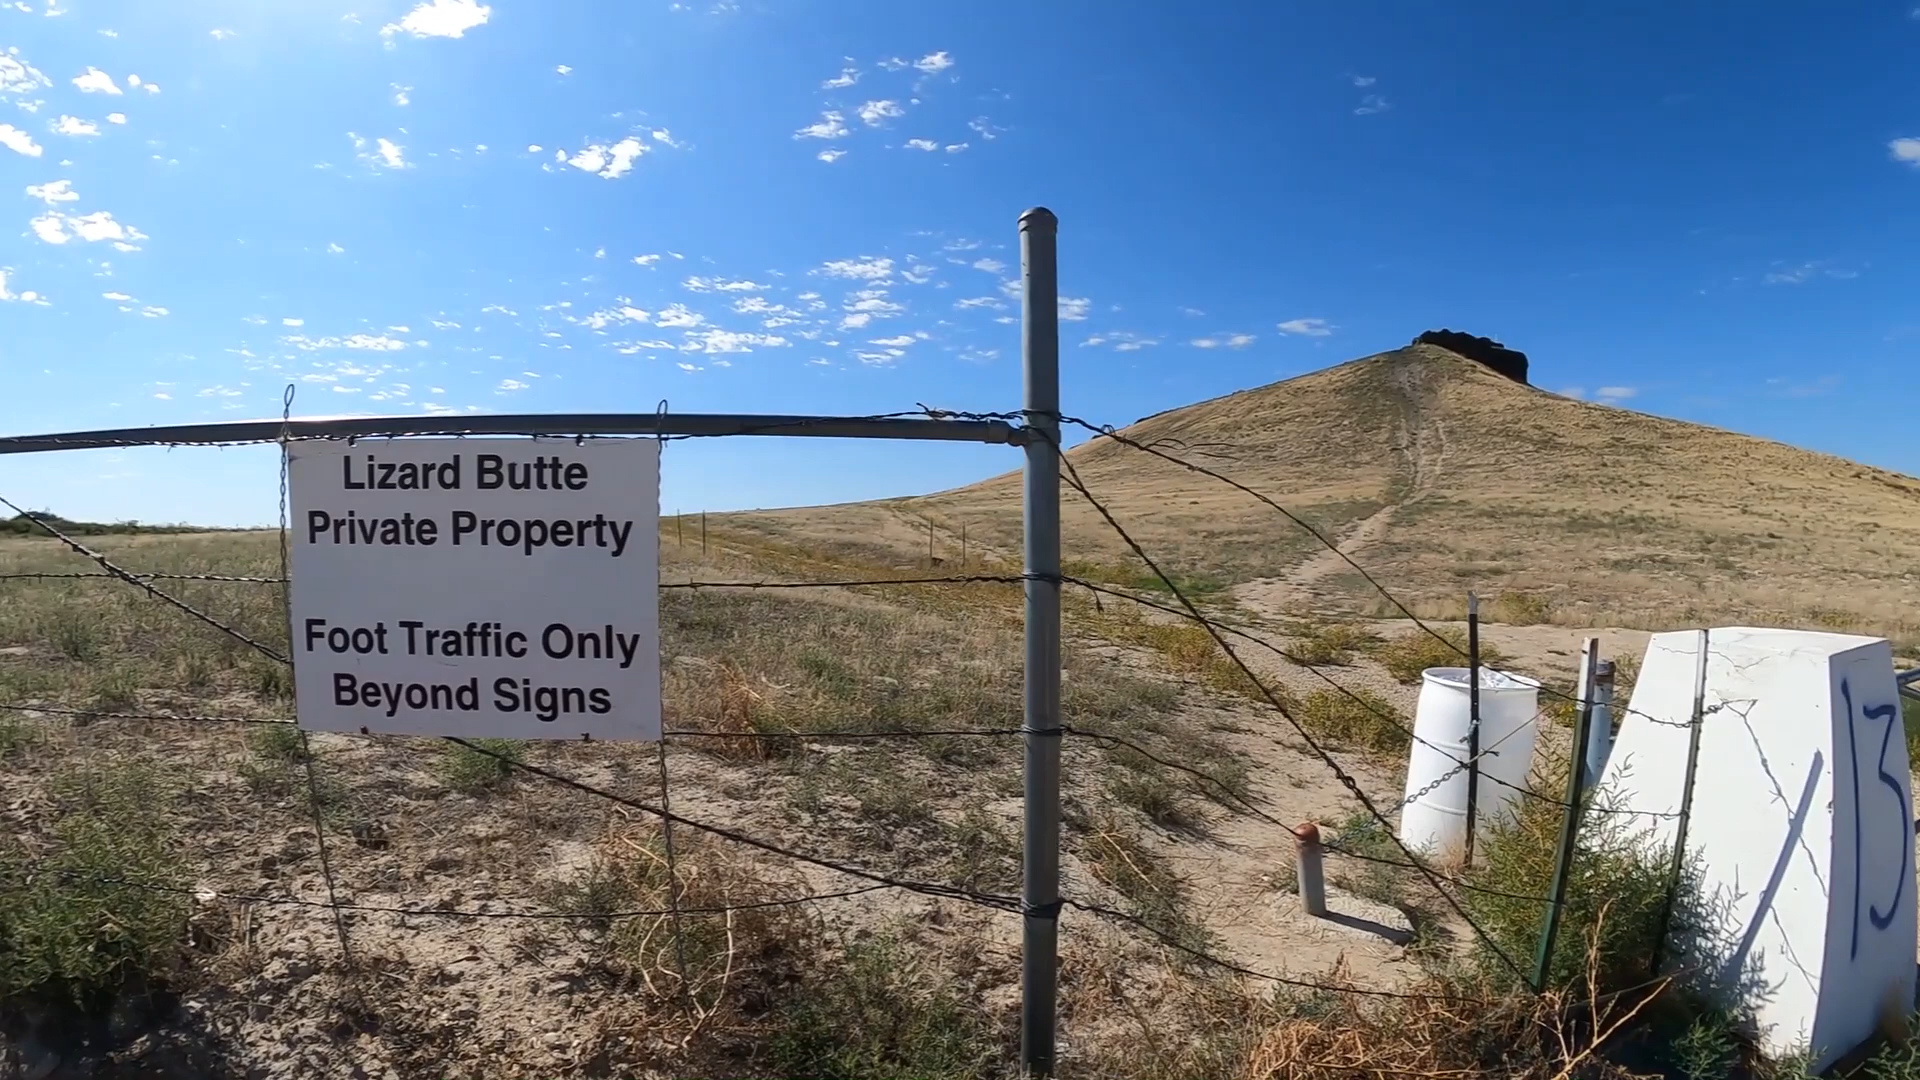 Lizard Butte
Private Property
Foot Traffic Only
Beyond Signs
13